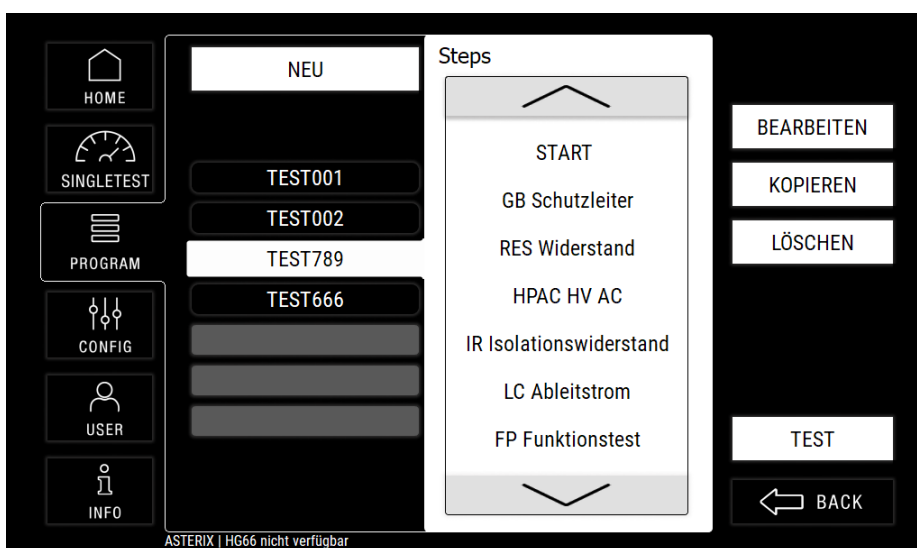 HOME
SINGLETEST
PROGRAM
CONFIG
USER
INFO
NEU
TEST001
TEST002
TEST789
TEST666
Steps
START
GB Schutzleiter
RES Widerstand
HPAC HV AC
IR Isolationswiderstand
LC Ableitstrom
FP Funktionstest
BEARBEITEN
KOPIEREN
LÖSCHEN
TEST
BACK
ASTERIX | HG66 nicht verfügbar